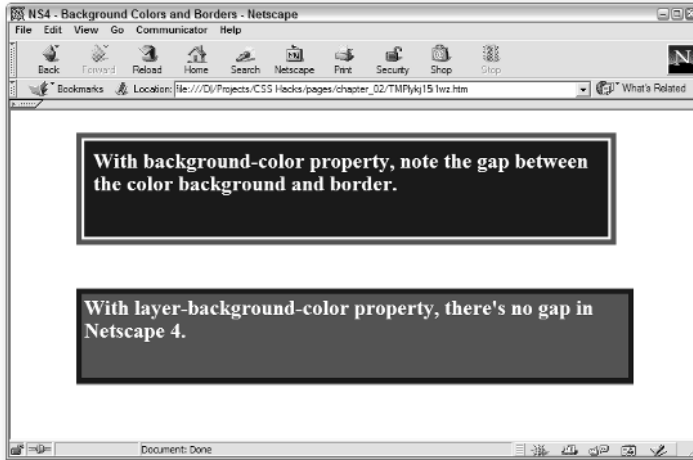 NS4 - Background Colors and Borders - Netscape
File Edit View Go Communicator Help
Back Forward Reload Home Search Netscape Print Security Shop Stop
N
Bookmarks Location: file:///D|/Projects/CSS Hacks/pages/chapter_02/TMPlykj15l1wz.htm What's Related
With background-color property, note the gap between
the color background and border.
With layer-background-color property, there's no gap in
Netscape 4.
Document: Done